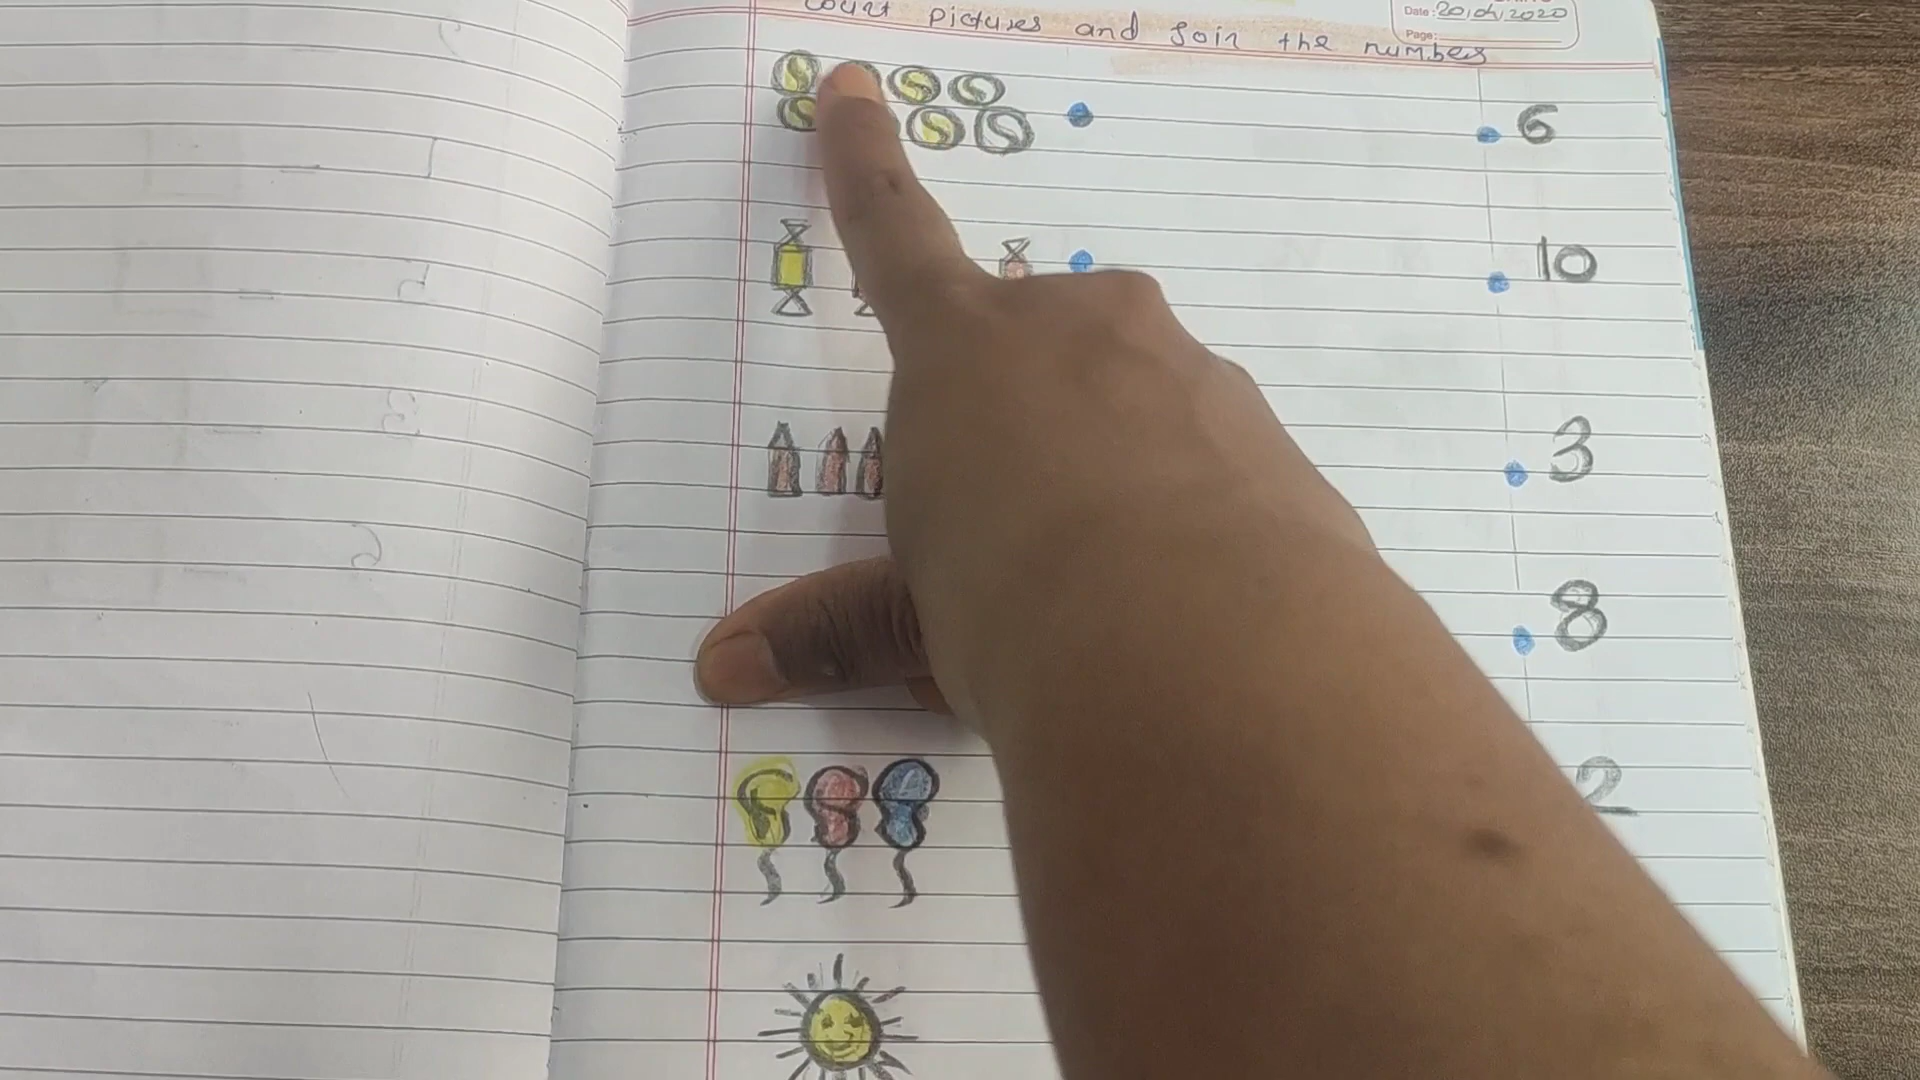 Count pictures and Join the numbers
Date: 20/04/2020
Page:
6
10
3
8
2